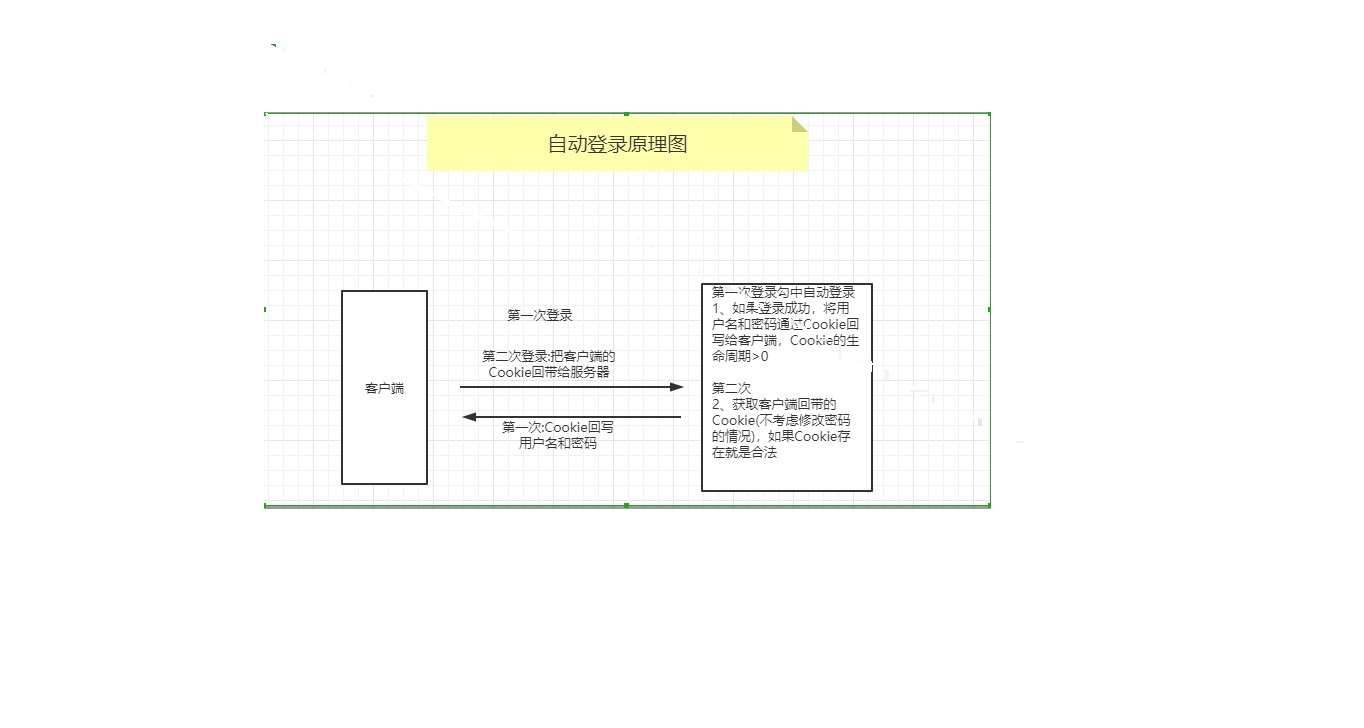 自动登录原理图
客户端
第一次登录
第二次登录:把客户端的
Cookie回带给服务器
第一次:Cookie回写
用户名和密码
第一次登录勾中自动登录
1、如果登录成功，将用
户名和密码通过Cookie回
写给客户端，Cookie的生
命周期>0
第二次
2、获取客户端回带的
Cookie(不考虑修改密码
的情况)，如果Cookie存
在就是合法